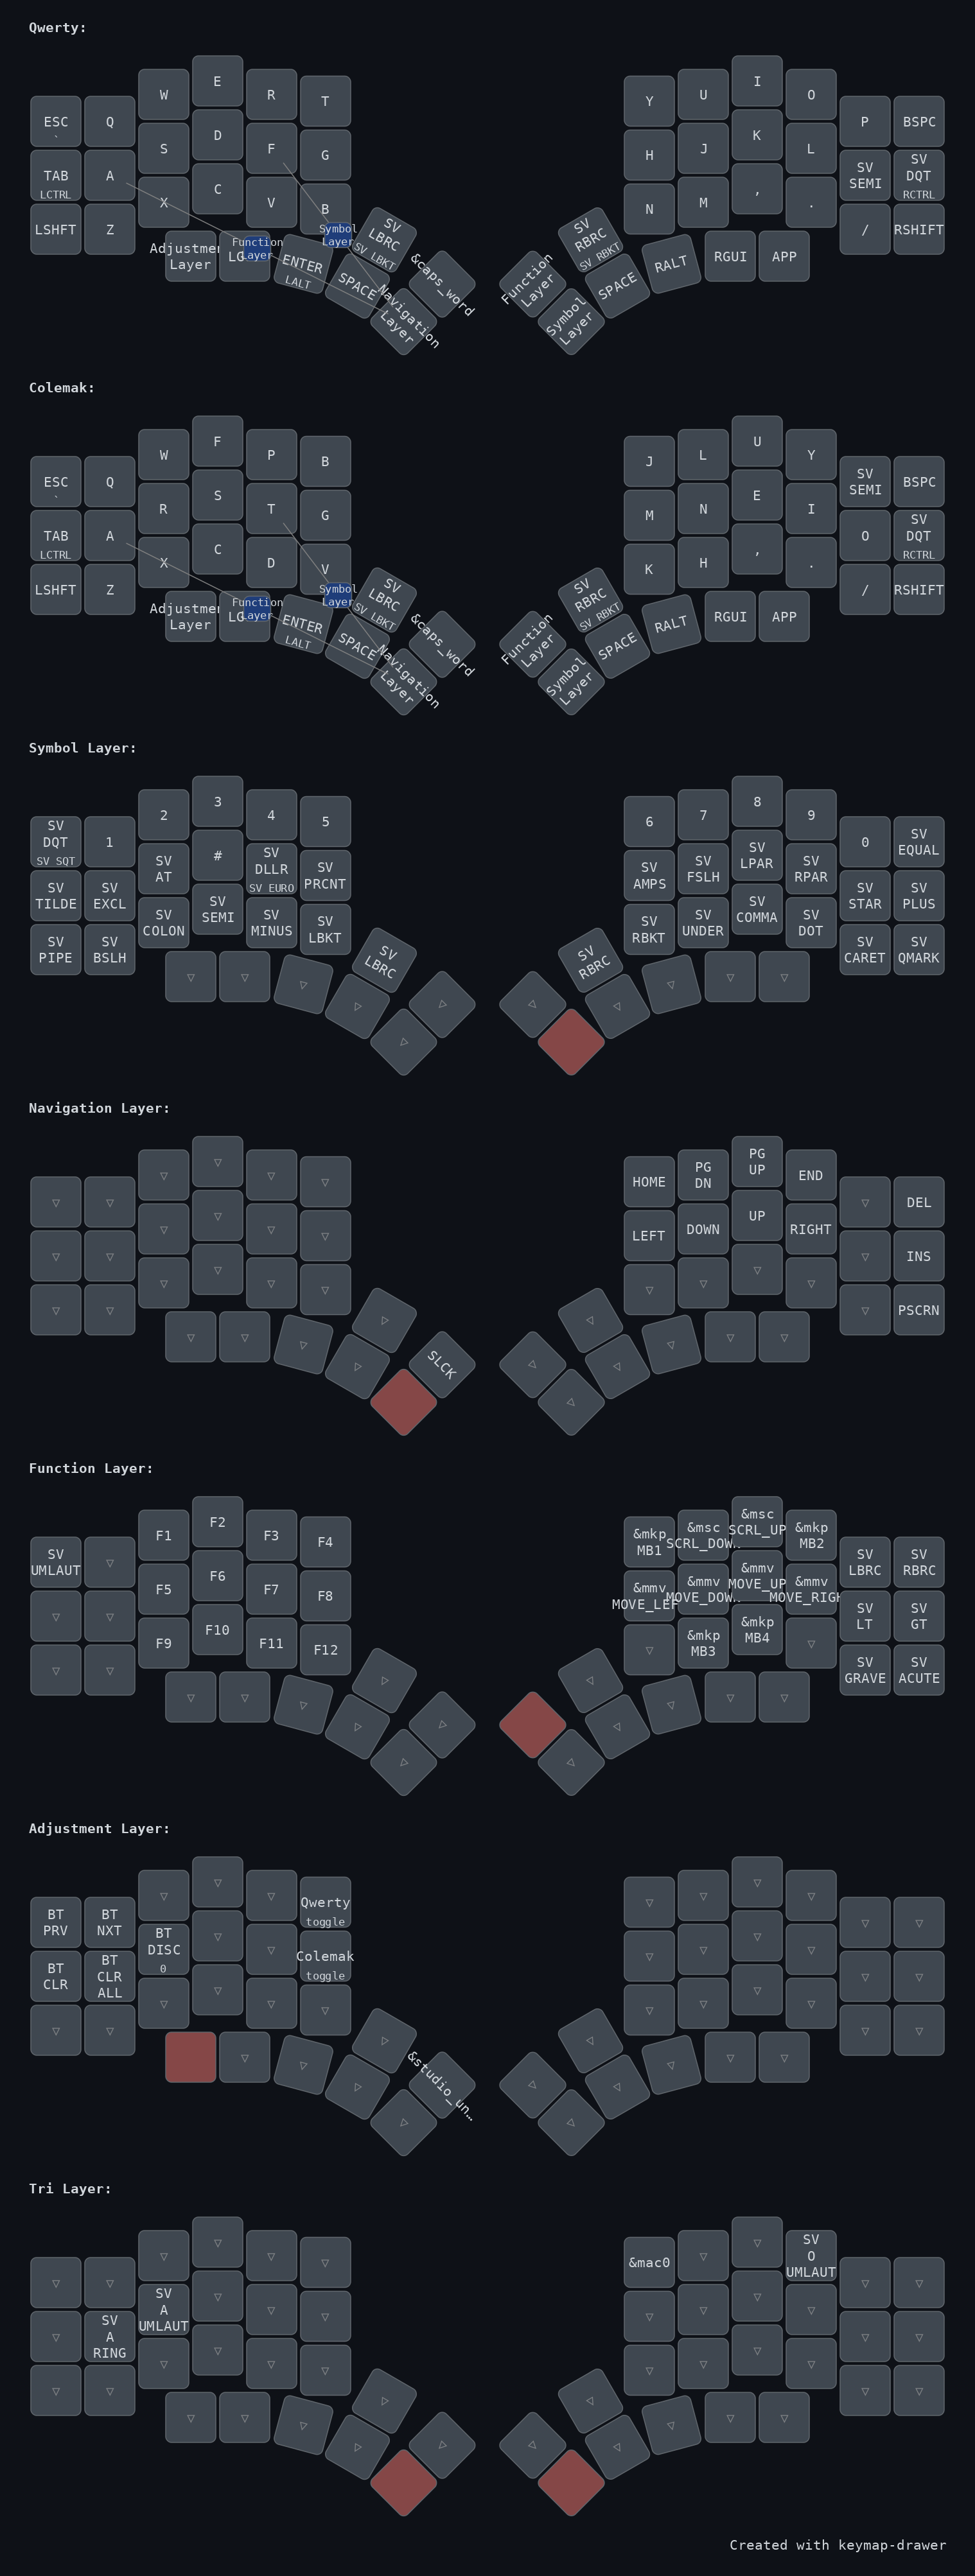 Qwerty:
ESC
`
Q
W
E
R
T
Y
U
I
O
P
BSPC
TAB
LCTRL
A
S
D
F
G
H
J
K
L
SV
SEMI
SV
DQT
RCTRL
LSHFT
Z
X
C
V
B
SV
LBRC
SV LBKT
SV
RBRC
SV RBKT
N
M
,
.
/
RSHIFT
Adjustmen
Layer
LG
ENTER
LALT
SPACE
Navigation
Layer
&caps_word
Function
Layer
Symbol
Layer
SPACE
RALT
RGUI
APP
Function
Layer
Symbol
Layer
Colemak:
ESC
`
Q
W
F
P
B
J
L
U
Y
SV
SEMI
BSPC
TAB
LCTRL
A
R
S
T
G
M
N
E
I
O
SV
DQT
RCTRL
LSHFT
Z
X
C
D
V
SV
LBRC
SV LBKT
SV
RBRC
SV RBKT
K
H
,
.
/
RSHIFT
Adjustmen
Layer
LG
ENTER
LALT
SPACE
Navigation
Layer
&caps_word
Function
Layer
Symbol
Layer
SPACE
RALT
RGUI
APP
Function
Layer
Symbol
Layer
Symbol Layer:
SV
DQT
SV SQT
1
2
3
4
5
6
7
8
9
0
SV
EQUAL
SV
TILDE
SV
EXCL
SV
AT
#
SV
DLLR
SV EURO
SV
PRCNT
SV
AMPS
SV
FSLH
SV
LPAR
SV
RPAR
SV
STAR
SV
PLUS
SV
PIPE
SV
BSLH
SV
COLON
SV
SEMI
SV
MINUS
SV
LBKT
SV
LBRC
SV
RBRC
SV
RBKT
SV
UNDER
SV
COMMA
SV
DOT
SV
CARET
SV
QMARK
Navigation Layer:
HOME
PG
DN
PG
UP
END
DEL
LEFT
DOWN
UP
RIGHT
INS
PSCRN
SLCK
Function Layer:
SV
UMLAUT
F1
F2
F3
F4
&mkp
MB1
&msc
SCRL_DOW…
&msc
SCRL_UP
&mkp
MB2
SV
LBRC
SV
RBRC
F5
F6
F7
F8
&mmv
MOVE_LEF
&mmv
MOVE_DOW…
&mmv
MOVE_UP
&mmv
MOVE_RIGH
SV
LT
SV
GT
F9
F10
F11
F12
&mkp
MB3
&mkp
MB4
SV
GRAVE
SV
ACUTE
Adjustment Layer:
BT
PRV
BT
NXT
Qwerty
toggle
BT
CLR
BT
CLR
ALL
BT
DISC
0
Colemak
toggle
&studio_un…
Tri Layer:
&mac0
SV
O
UMLAUT
SV
A
RING
SV
A
UMLAUT
Created with keymap-drawer